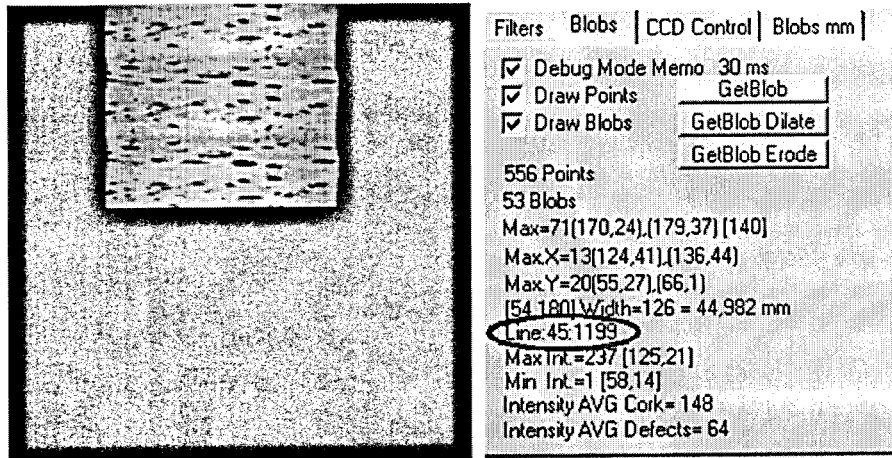 Filters Blobs CCD Control Blobs mm
Debug Mode Memo 30 ms
GetBlob
Draw Points
Draw Blobs
GetBlob Dilate
GetBlob Erode
556 Points
53 Blobs
Max=71(170,24),(179,37) [140]
Max.X=13(124,41),(136,44)
Max.Y=20(55,27),(66,1)
[54,180] Width=126 = 44,982 mm
Line:45:1199
Max Int.=237 [125,21]
Min Int.=1 [58,14]
Intensity AVG Cork= 148
Intensity AVG Defects= 64